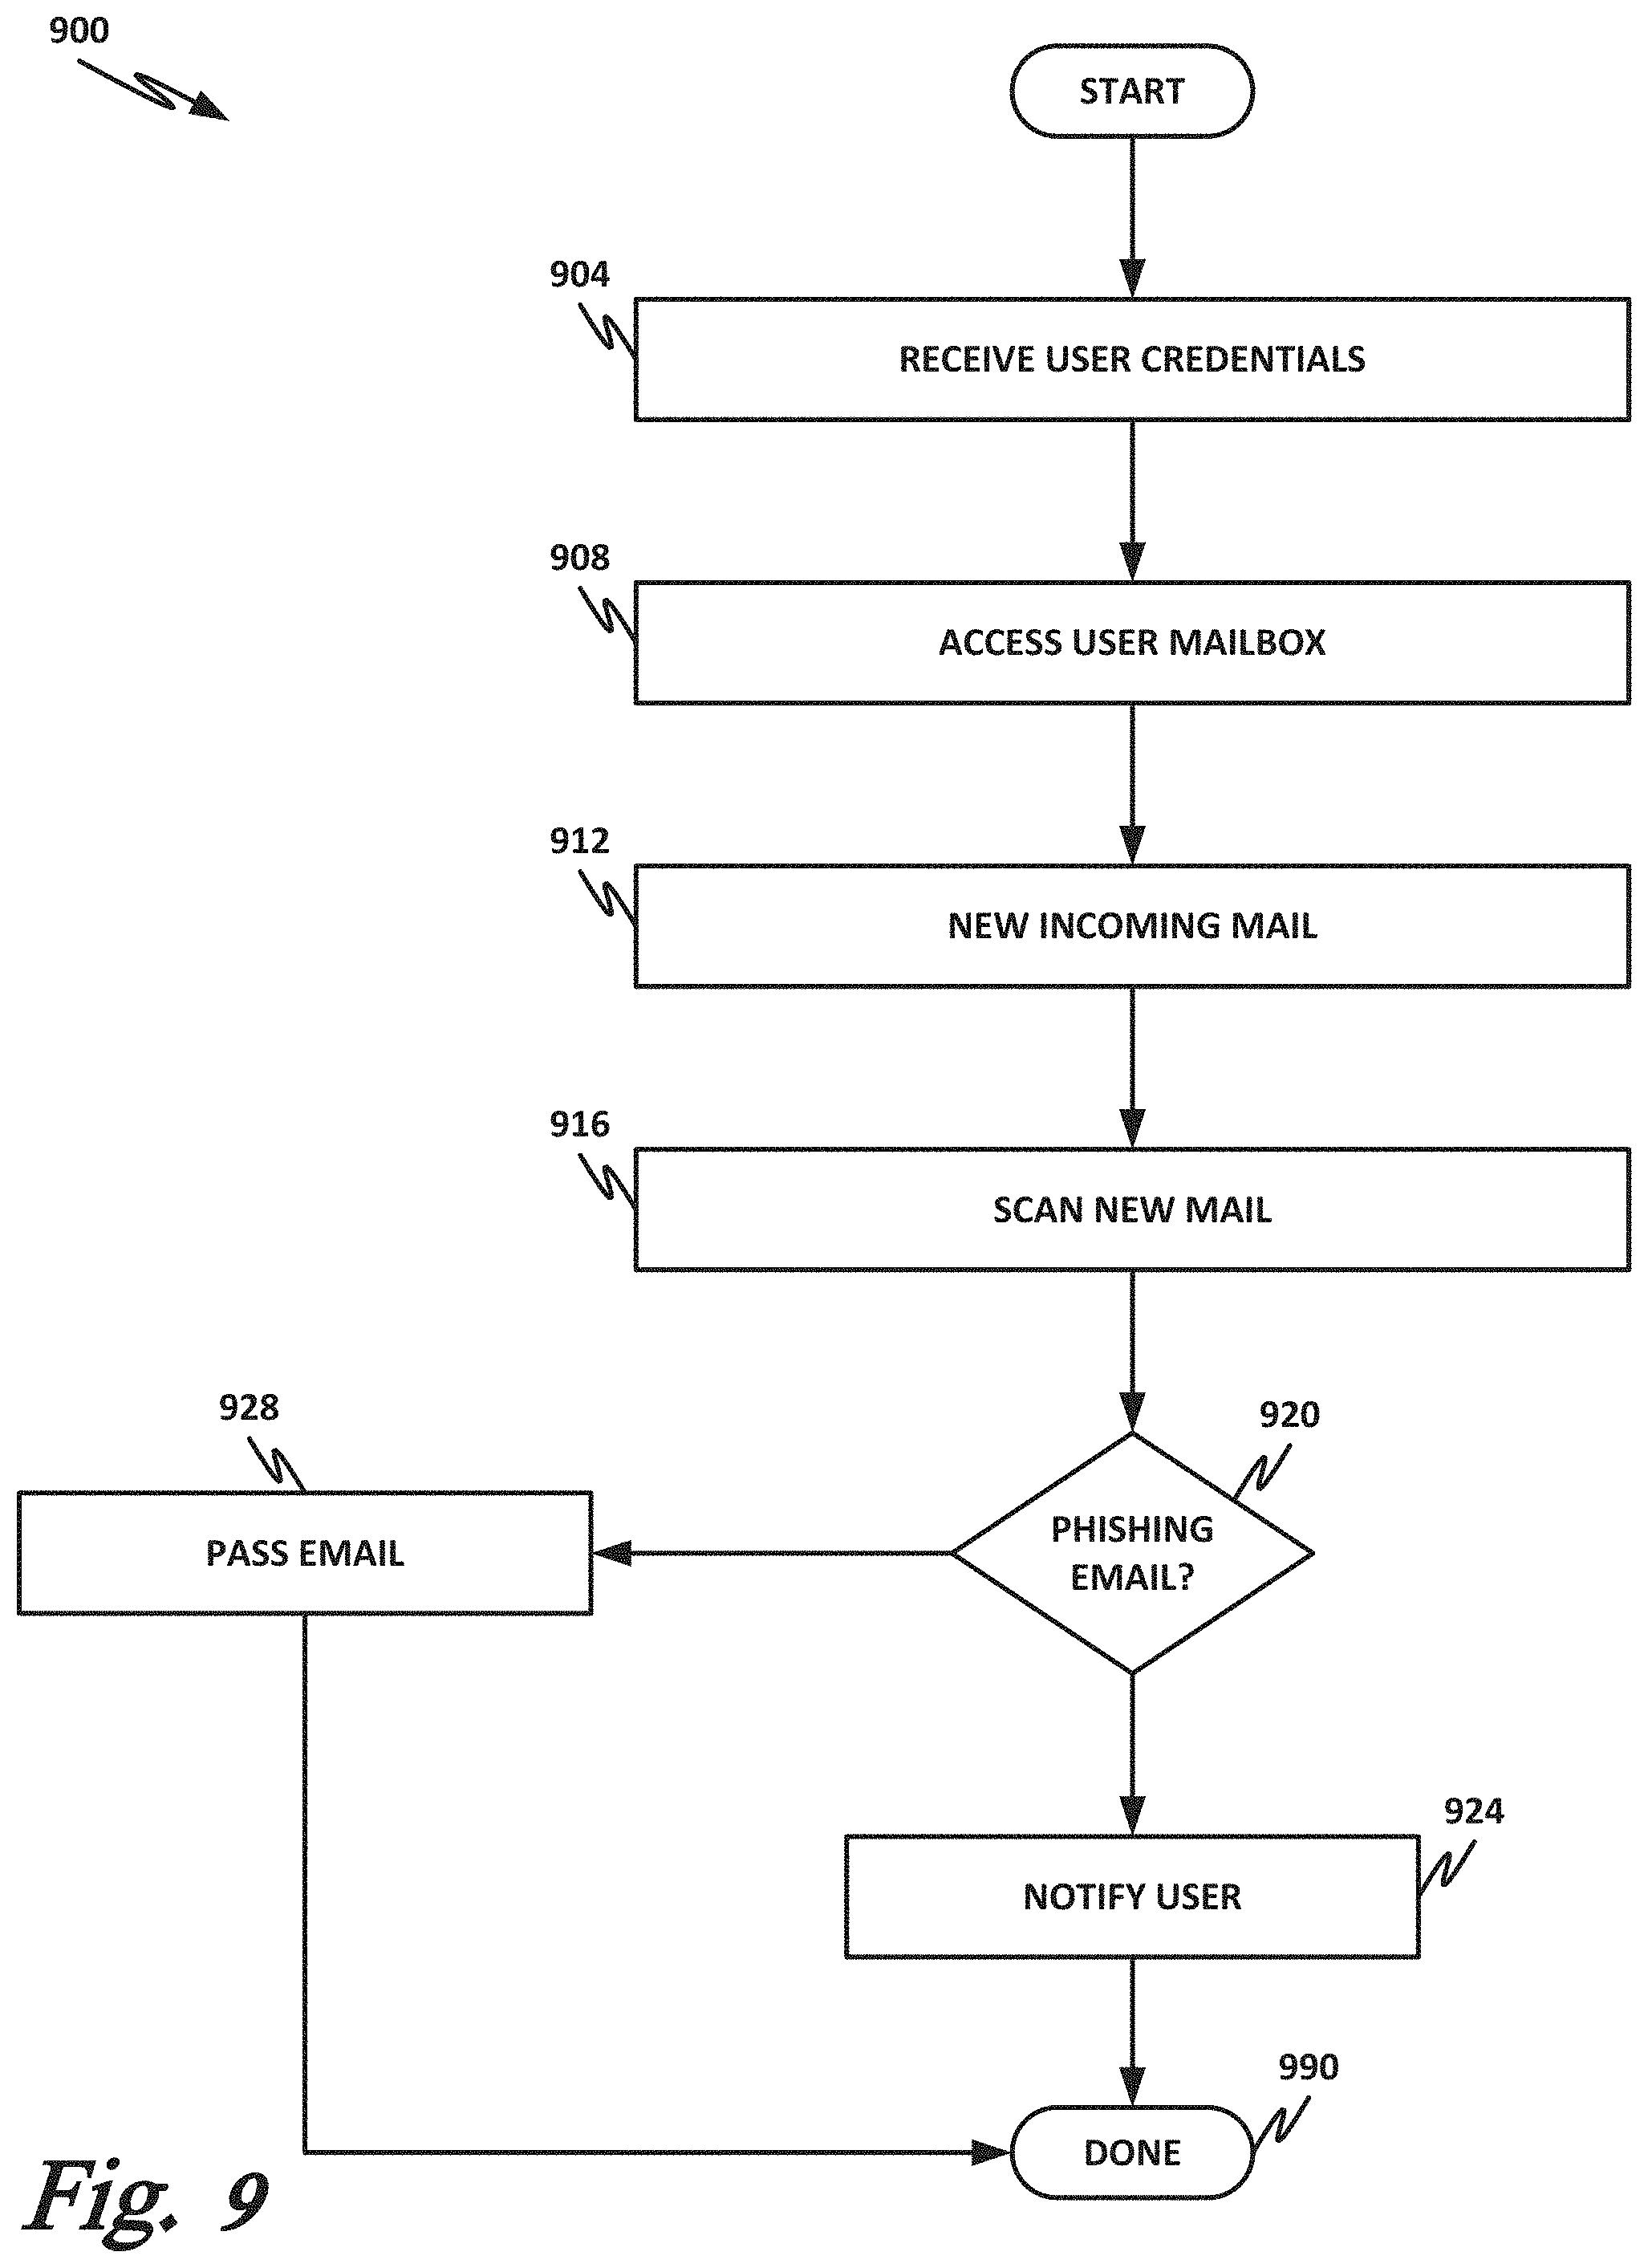 900
START
904
RECEIVE USER CREDENTIALS
908
ACCESS USER MAILBOX
912
NEW INCOMING MAIL
916
SCAN NEW MAIL
928
920
PASS EMAIL
PHISHING
EMAIL?
924
NOTIFY USER
990
DONE
Fig. 9